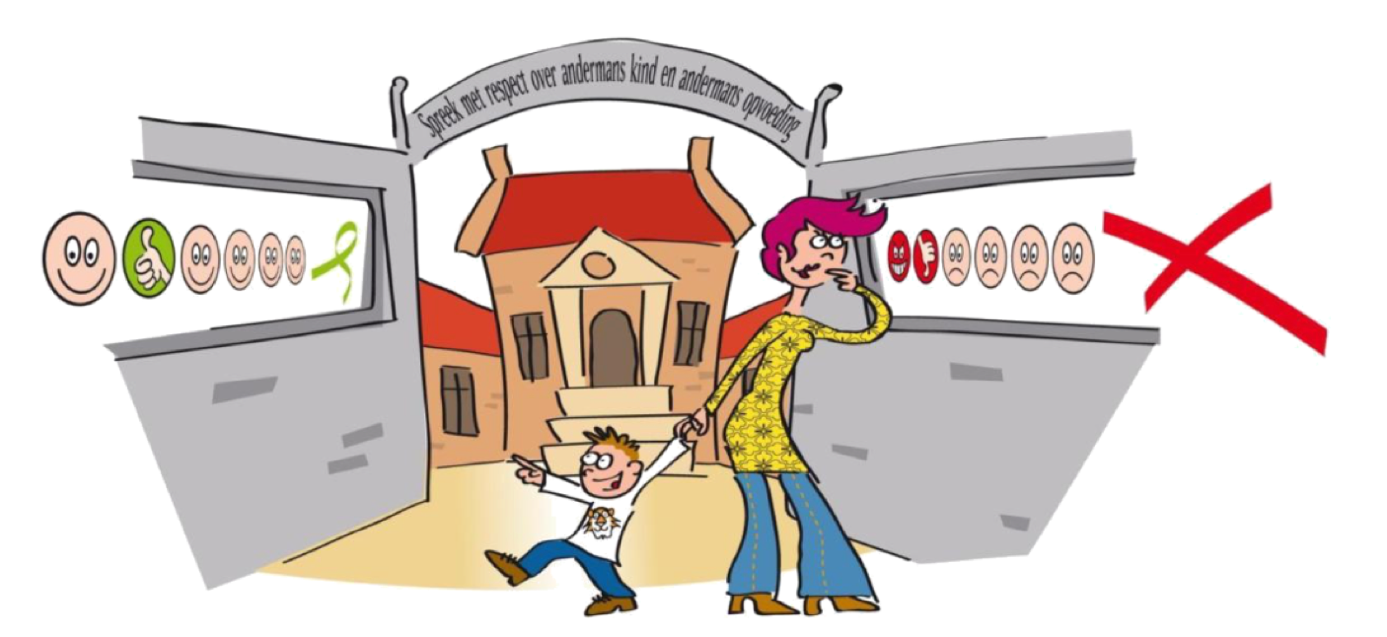 Spreek met respect over andermans kind en andermans opvoeding